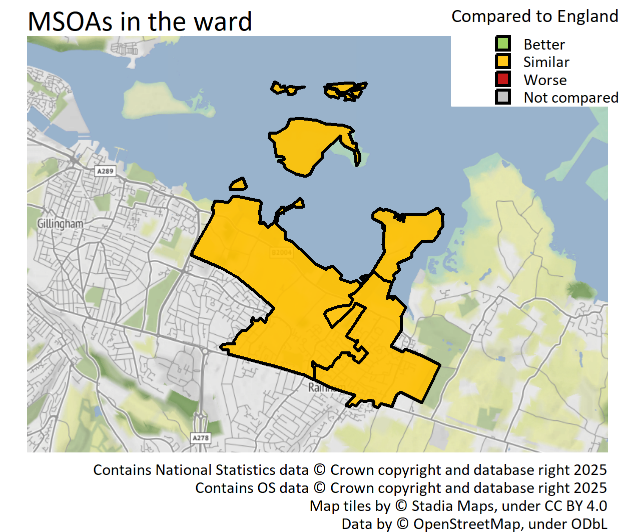 MSOAs in the ward
Compared to England
Better
Similar
Worse
Not compared
A289
Gillingham
A278
Contains National Statistics data © Crown copyright and database right 2025
Contains OS data © Crown copyright and database right 2025
Map tiles by © Stadia Maps, under CC BY 4.0
Data by © OpenStreetMap, under ODbL